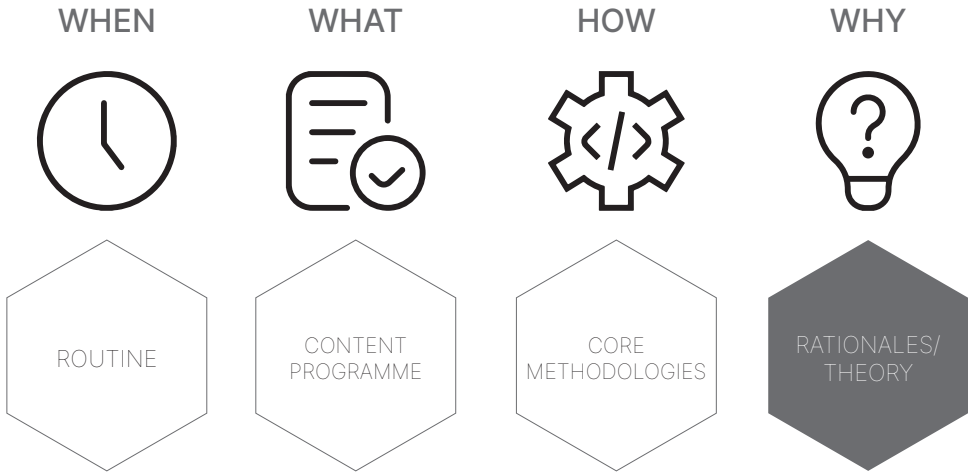 WHEN
WHAT
HOW
WHY
?
</>
ROUTINE
CONTENT
PROGRAMME
CORE
METHODOLOGIES
RATIONALES/
THEORY